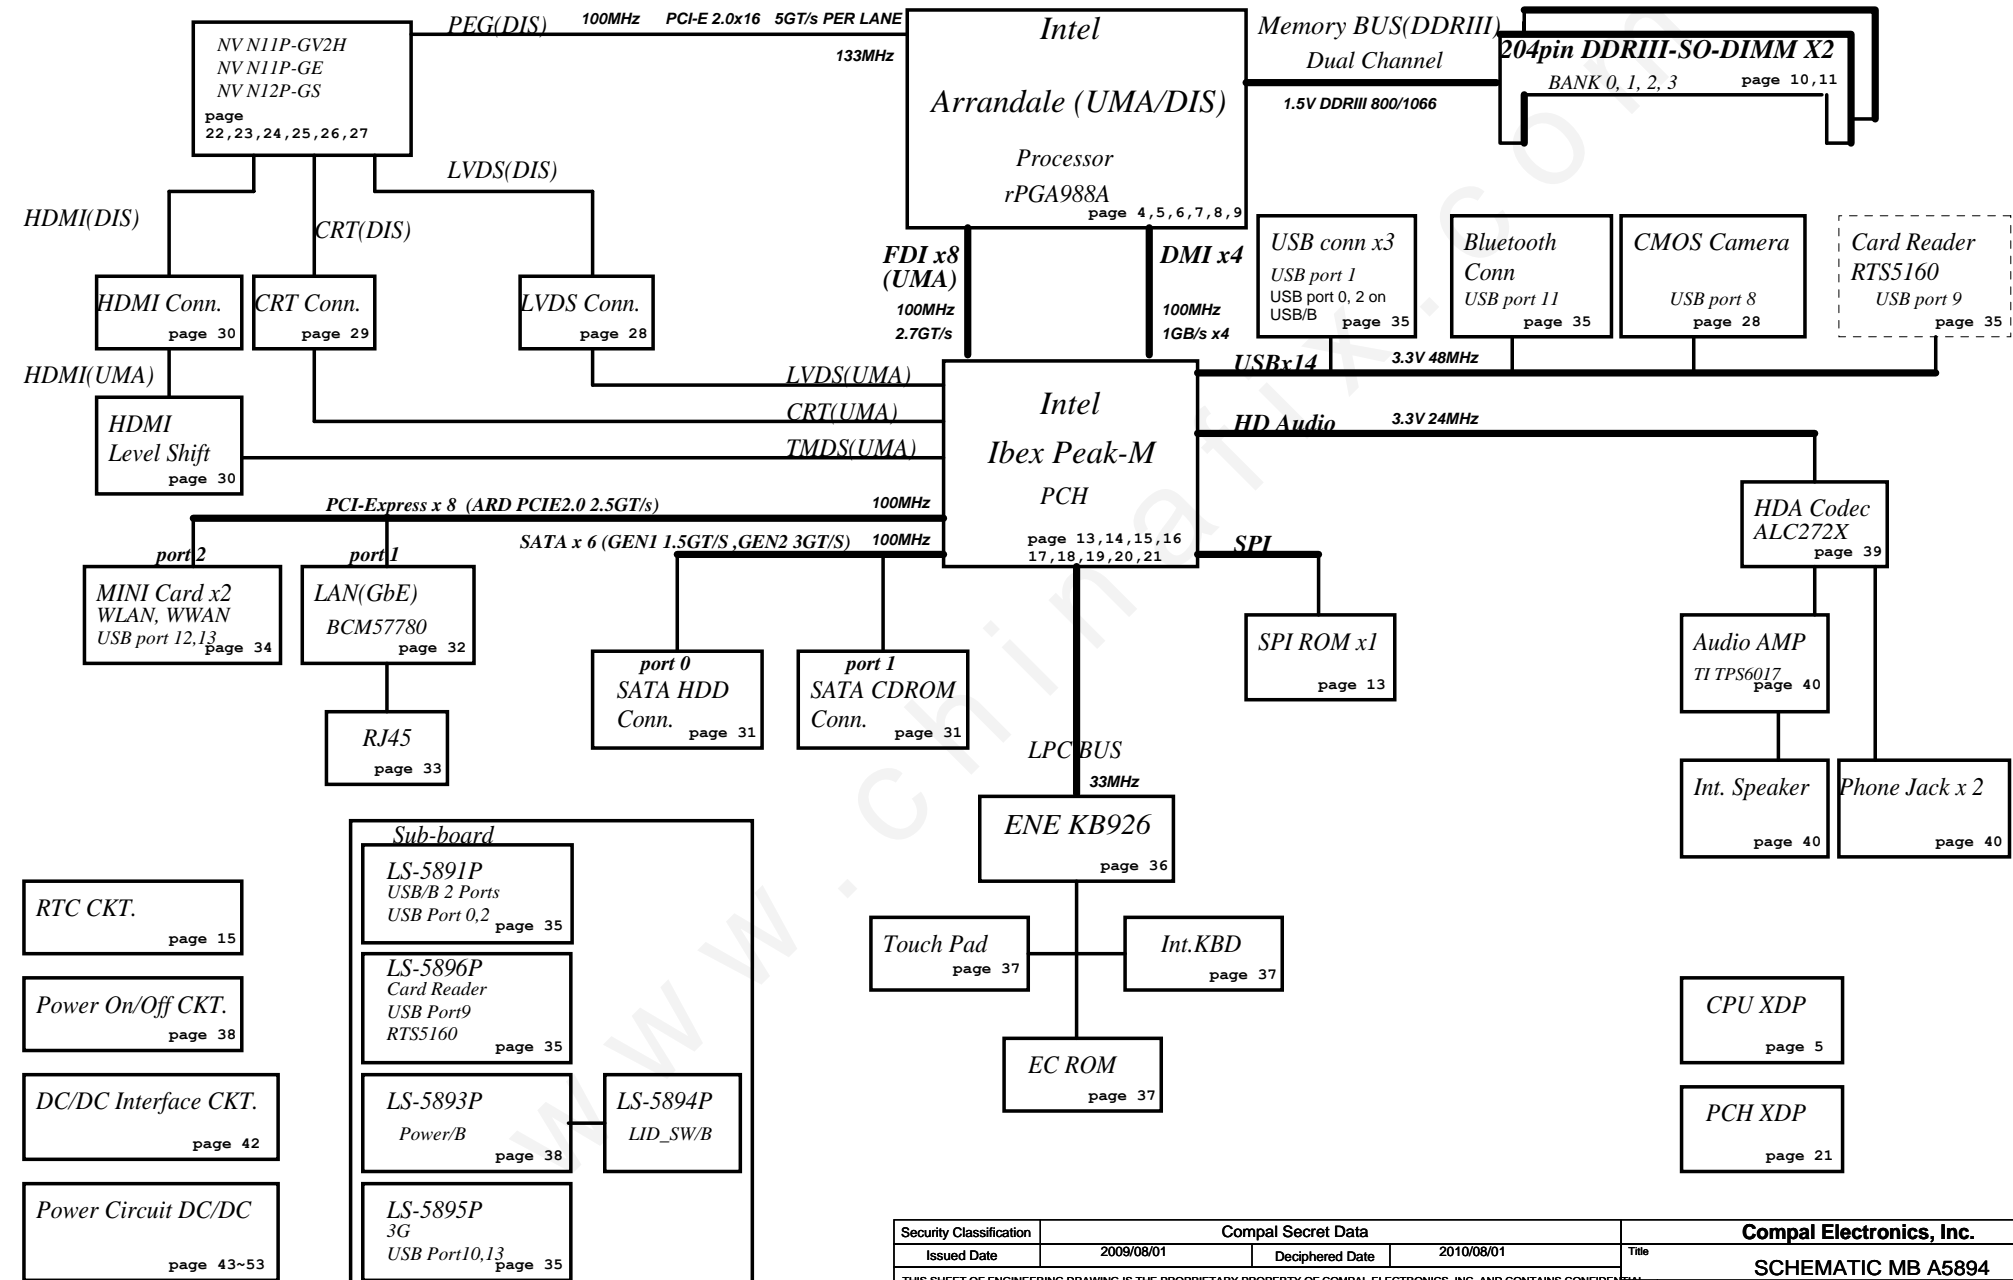 PEG(DIS)
100MHz PCI-E 2.0x16 5GT/s PER LANE
133MHz
NV N11P-GV2H
NV N11P-GE
NV N12P-GS
page
22,23,24,25,26,27
Intel
Arrandale (UMA/DIS)
Processor
rPGA988A
page 4,5,6,7,8,9
Memory BUS(DDRIII)
Dual Channel
1.5V DDRIII 800/1066
204pin DDRIII-SO-DIMM X2
BANK 0, 1, 2, 3
page 10,11
HDMI(DIS)
CRT(DIS)
LVDS(DIS)
HDMI Conn.
page 30
CRT Conn.
page 29
LVDS Conn.
page 28
FDI x8
(UMA)
100MHz
2.7GT/s
DMI x4
100MHz
1GB/s x4
USB conn x3
USB port 1
USB port 0, 2 on
USB/B
page 35
Bluetooth
Conn
USB port 11
page 35
CMOS Camera
USB port 8
page 28
Card Reader
RTS5160
USB port 9
page 35
HDMI(UMA)
HDMI
Level Shift
page 30
LVDS(UMA)
CRT(UMA)
TMDS(UMA)
Intel
Ibex Peak-M
PCH
page 13,14,15,16
17,18,19,20,21
USBx14
3.3V 48MHz
HD Audio
3.3V 24MHz
SPI
PCI-Express x 8 (ARD PCIE2.0 2.5GT/s)
100MHz
SATA x 6 (GEN1 1.5GT/S ,GEN2 3GT/S)
100MHz
port 2
MINI Card x2
WLAN, WWAN
USB port 12,13
page 34
port 1
LAN(GbE)
BCM57780
page 32
RJ45
page 33
port 0
SATA HDD
Conn.
page 31
port 1
SATA CDROM
Conn.
page 31
SPI ROM x1
page 13
HDA Codec
ALC272X
page 39
Audio AMP
TI TPS6017
page 40
Int. Speaker
page 40
Phone Jack x 2
page 40
LPC BUS
33MHz
ENE KB926
page 36
Touch Pad
page 37
Int.KBD
page 37
EC ROM
page 37
RTC CKT.
page 15
Power On/Off CKT.
page 38
DC/DC Interface CKT.
page 42
Power Circuit DC/DC
page 43~53
Sub-board
LS-5891P
USB/B 2 Ports
USB Port 0,2
page 35
LS-5896P
Card Reader
USB Port9
RTS5160
page 35
LS-5893P
Power/B
page 38
LS-5894P
LID_SW/B
LS-5895P
3G
USB Port10,13
page 35
CPU XDP
page 5
PCH XDP
page 21
www.chinafix.com
Security Classification
Compal Secret Data
Issued Date
2009/08/01
Deciphered Date
2010/08/01
Compal Electronics, Inc.
Title
SCHEMATIC MB A5894
THIS SHEET OF ENGINEERING DRAWING IS THE PROPRIETARY PROPERTY OF COMPAL ELECTRONICS, INC. AND CONTAINS